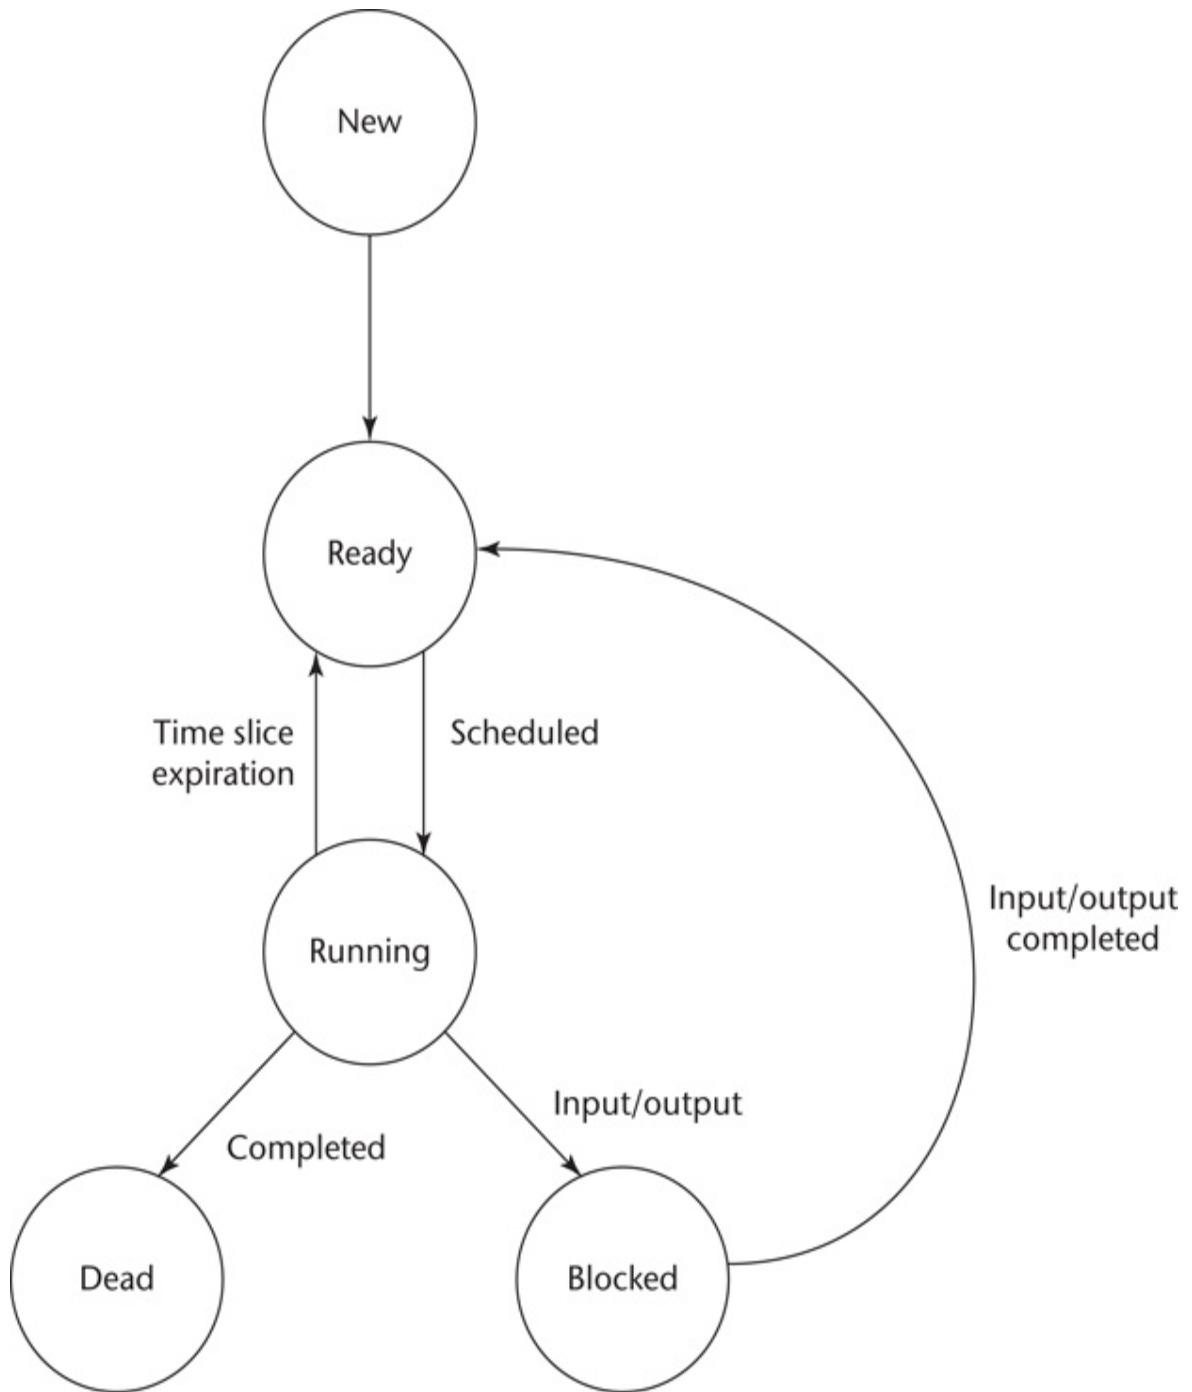 New
Ready
Time slice
expiration
Scheduled
Input/output
completed
Running
Input/output
Completed
Dead
Blocked